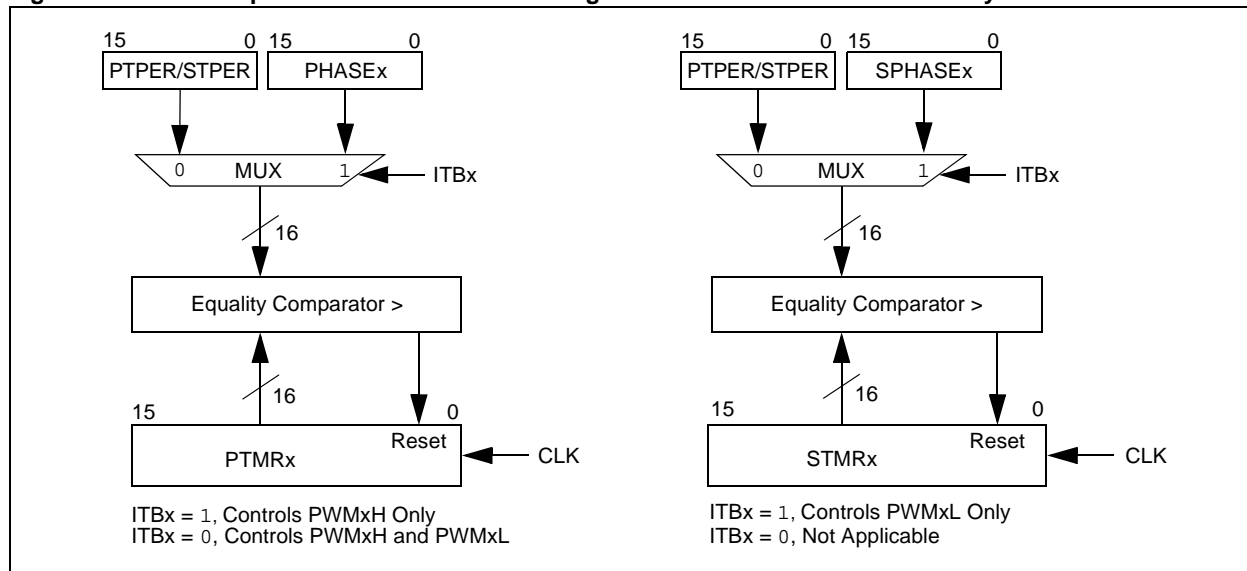 15 0 15 0
PTPER/STPER PHASEx
0 MUX 1
ITBx
16
Equality Comparator >
16
15 0
Reset
PTMRx
CLK
ITBx = 1, Controls PWMxH Only
ITBx = 0, Controls PWMxH and PWMxL
15 0 15 0
PTPER/STPER SPHASEx
0 MUX 1
ITBx
16
Equality Comparator >
16
15 0
Reset
STMRx
CLK
ITBx = 1, Controls PWMxL Only
ITBx = 0, Not Applicable